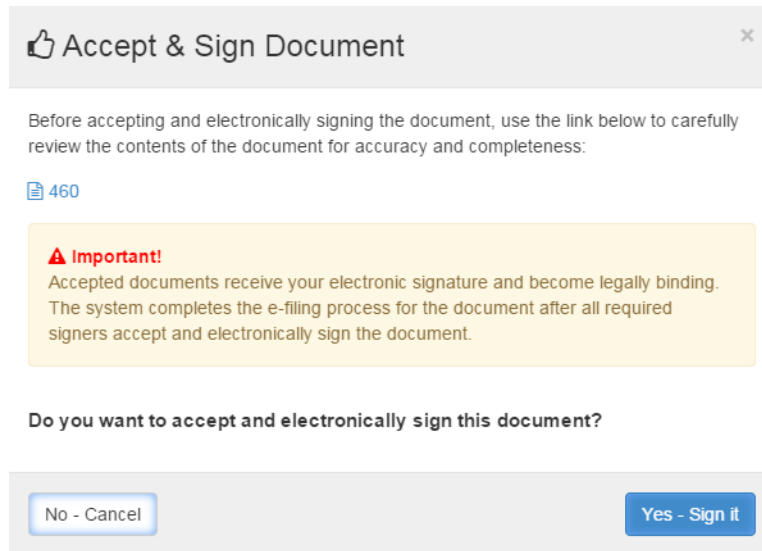 Accept & Sign Document
×
Before accepting and electronically signing the document, use the link below to carefully
review the contents of the document for accuracy and completeness:
460
Important!
Accepted documents receive your electronic signature and become legally binding.
The system completes the e-filing process for the document after all required
signers accept and electronically sign the document.
Do you want to accept and electronically sign this document?
No - Cancel
Yes - Sign it